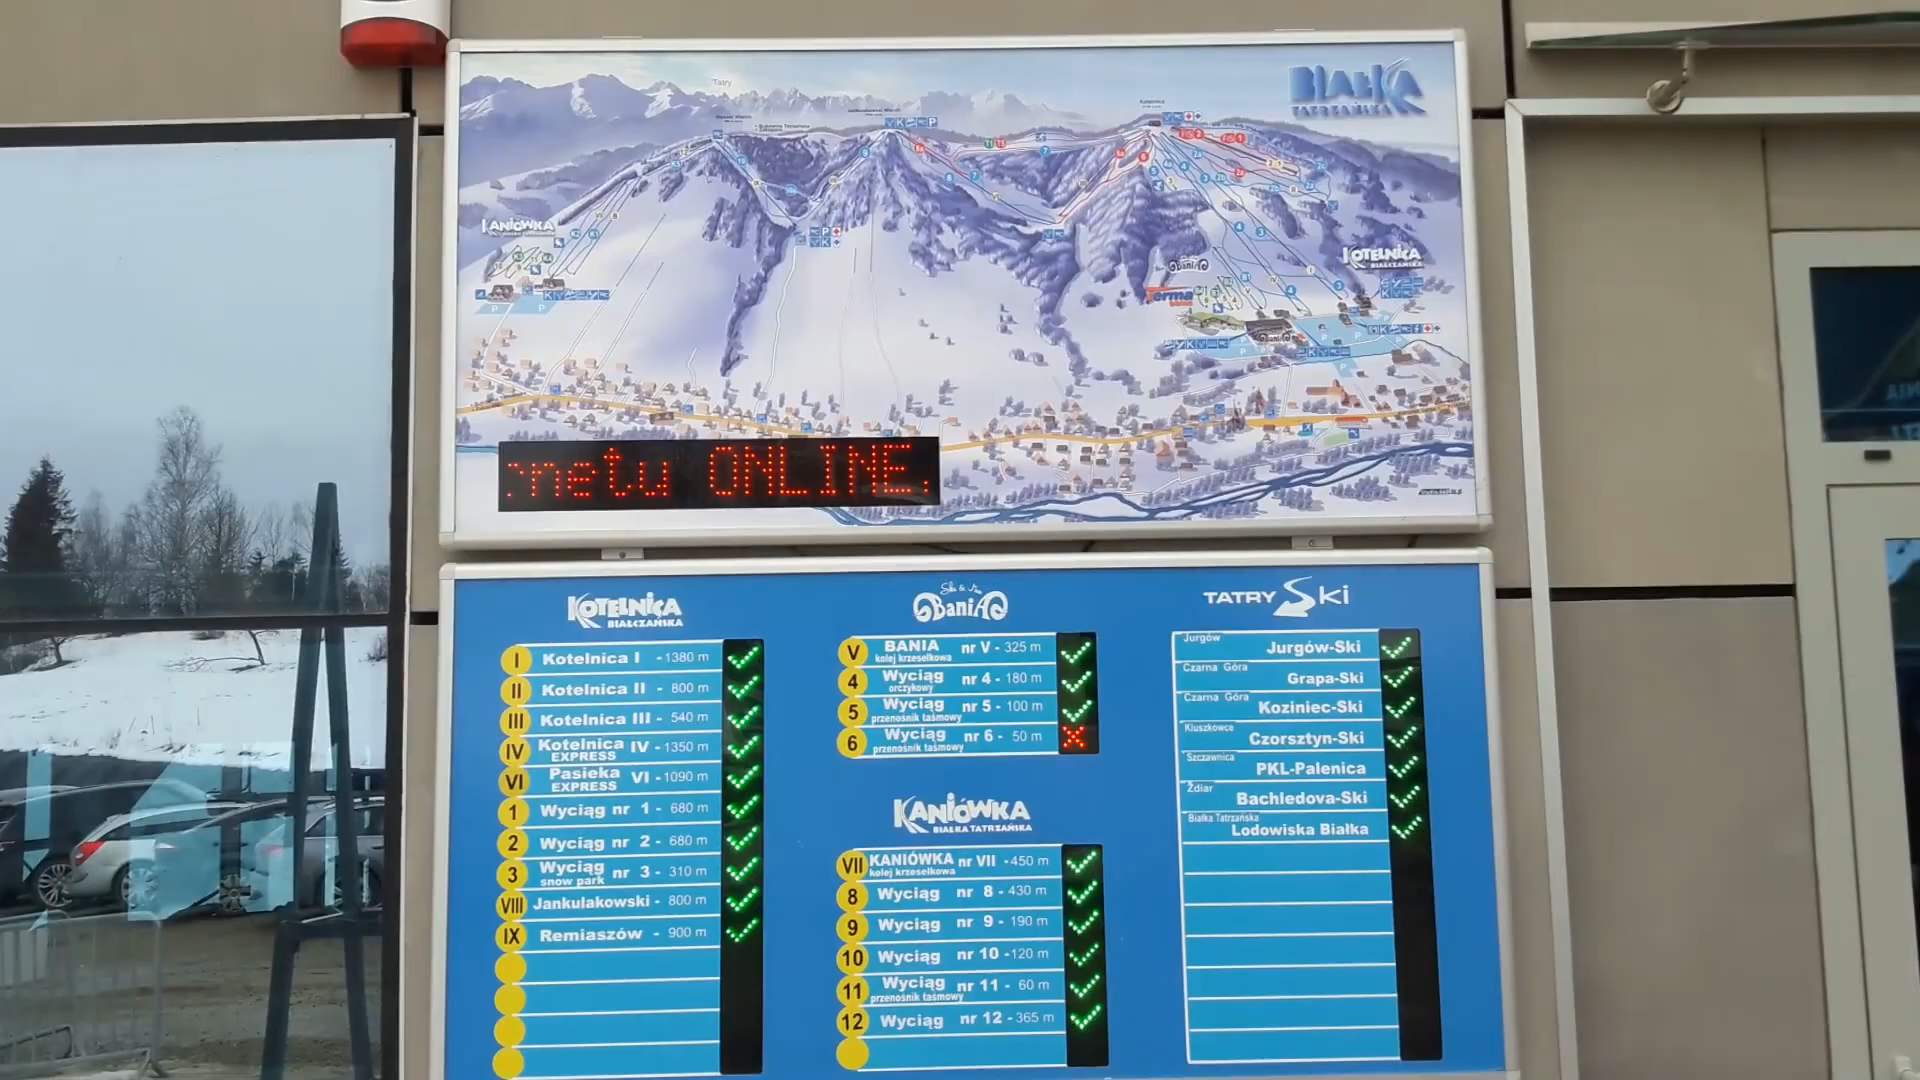 Tatry
BIAŁKA
TATRZAŃSKA
KANIÓWKA
KOTELNICA
BIAŁCZAŃSKA
BANIA
Terma
netu ONLINE.
KOTELNICA
BIAŁCZAŃSKA
I Kotelnica I - 1380 m
II Kotelnica II - 800 m
III Kotelnica III - 540 m
IV Kotelnica IV - 1350 m
EXPRESS
VI Pasieka VI - 1090 m
EXPRESS
1 Wyciąg nr 1 - 680 m
2 Wyciąg nr 2 - 680 m
3 Wyciąg nr 3 - 310 m
snow park
VIII Jankulakowski - 800 m
IX Remiaszów - 900 m
Ski & Fun
BANIA
V BANIA nr V - 325 m
kolej krzesełkowa
4 Wyciąg nr 4 - 180 m
orczykowy
5 Wyciąg nr 5 - 100 m
przenośnik taśmowy
6 Wyciąg nr 6 - 50 m
przenośnik taśmowy
KANIÓWKA
BIAŁKA TATRZAŃSKA
VII KANIÓWKA nr VII - 450 m
kolej krzesełkowa
8 Wyciąg nr 8 - 430 m
9 Wyciąg nr 9 - 190 m
10 Wyciąg nr 10 - 120 m
11 Wyciąg nr 11 - 60 m
przenośnik taśmowy
12 Wyciąg nr 12 - 365 m
TATRY SKI
Jurgów
Jurgów-Ski
Czarna Góra
Grapa-Ski
Czarna Góra
Koziniec-Ski
Kluszkowce
Czorsztyn-Ski
Szczawnica
PKL-Palenica
Ždiar
Bachledova-Ski
Białka Tatrzańska
Lodowiska Białka